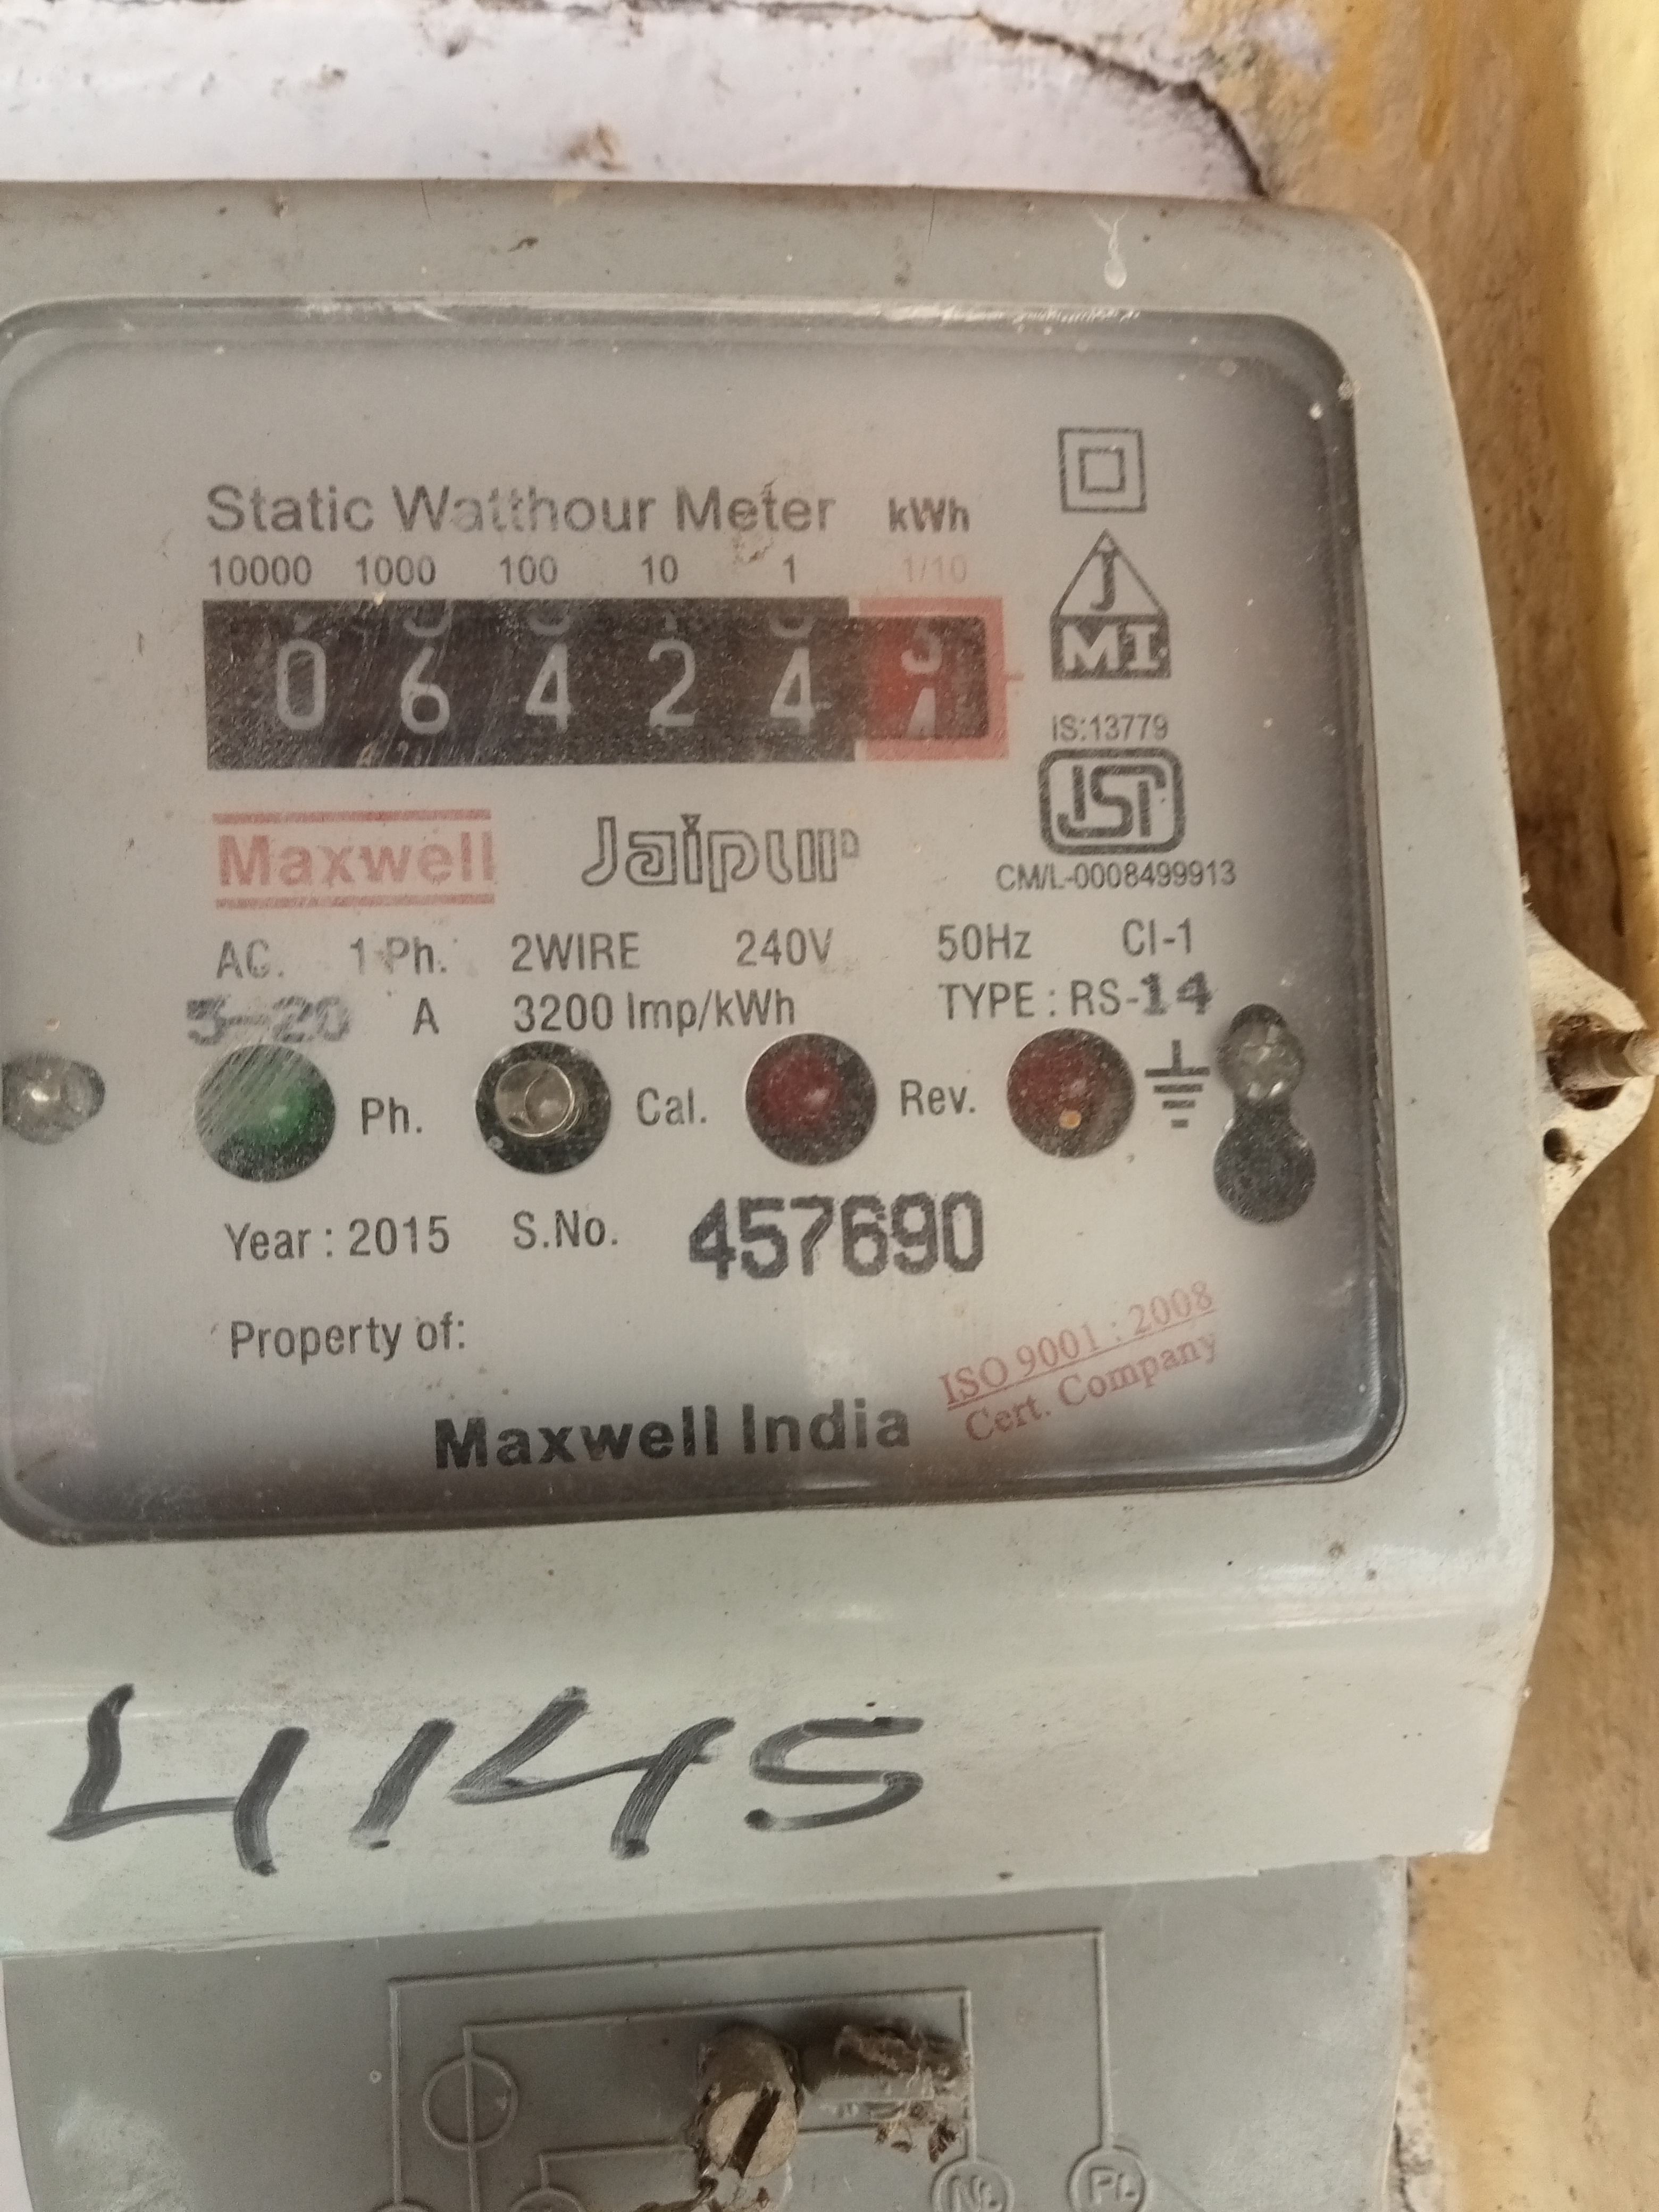 Static Watthour Meter kWh
10000 1000 100 10 1 1/10
0 6 4 2 4
J
MI
IS:13779
ISI
Maxwell Jaipur
CM/L-0008499913
AC. 1 Ph. 2WIRE 240V 50Hz Cl-1
5-20 A 3200 Imp/kWh TYPE : RS-14
Ph. Cal. Rev.
Year : 2015 S.No. 457690
Property of:
ISO 9001 : 2008
Cert. Company
Maxwell India
4145